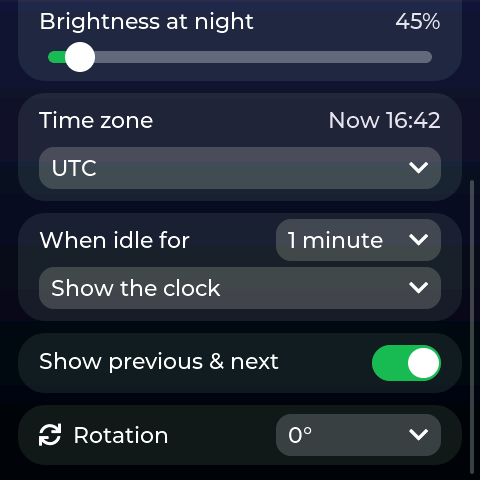 Brightness at night 45%
Time zone Now 16:42
UTC
When idle for 1 minute
Show the clock
Show previous & next
Rotation 0°